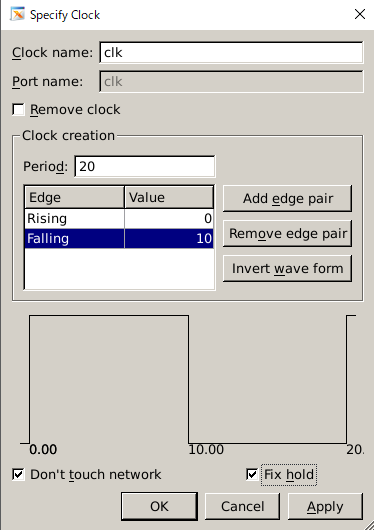 Specify Clock
Clock name: clk
Port name: clk
Remove clock
Clock creation
Period: 20
Edge Value
Add edge pair
Rising 0
Falling 10
Remove edge pair
Invert wave form
0.00 10.00 20.
Don't touch network Fix hold
OK Cancel Apply